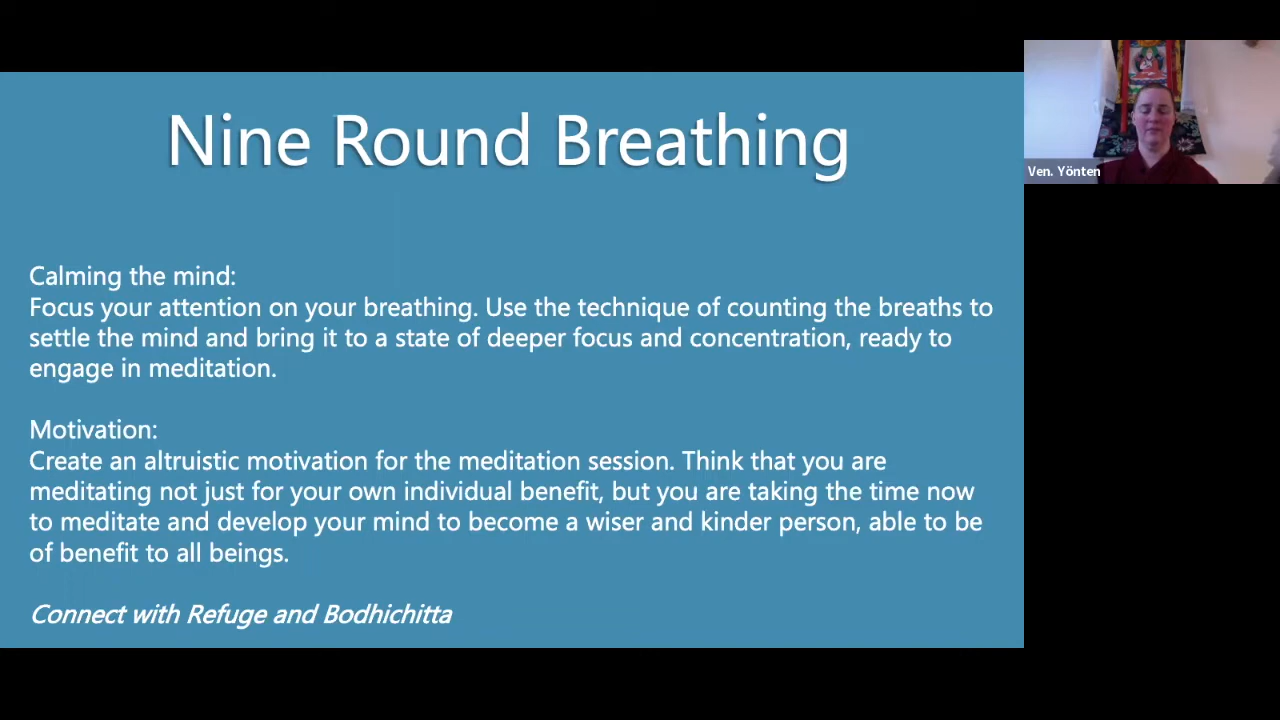 Nine Round Breathing
Calming the mind:
Focus your attention on your breathing. Use the technique of counting the breaths to
settle the mind and bring it to a state of deeper focus and concentration, ready to
engage in meditation.
Motivation:
Create an altruistic motivation for the meditation session. Think that you are
meditating not just for your own individual benefit, but you are taking the time now
to meditate and develop your mind to become a wiser and kinder person, able to be
of benefit to all beings.
Connect with Refuge and Bodhichitta
Ven. Yönten